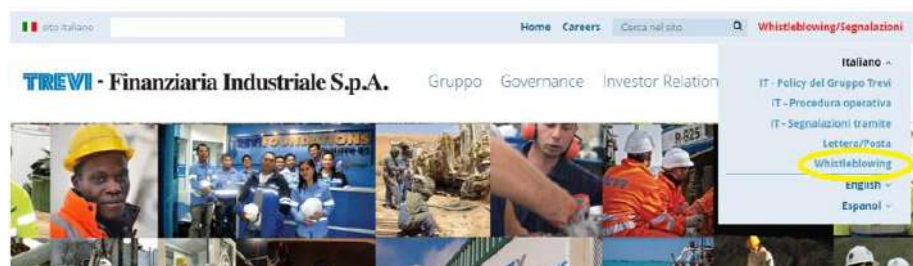 sito italiano
Home Careers Cerca nel sito Whistleblowing/Segnalazioni
TREVI - Finanziaria Industriale S.p.A.
Gruppo Governance Investor Relation
Italiano
IT - Policy del Gruppo Trevi
IT - Procedura operativa
IT - Segnalazioni tramite
Lettera/Posta
Whistleblowing
English
Espanol
FOUNDATIONS
R-825